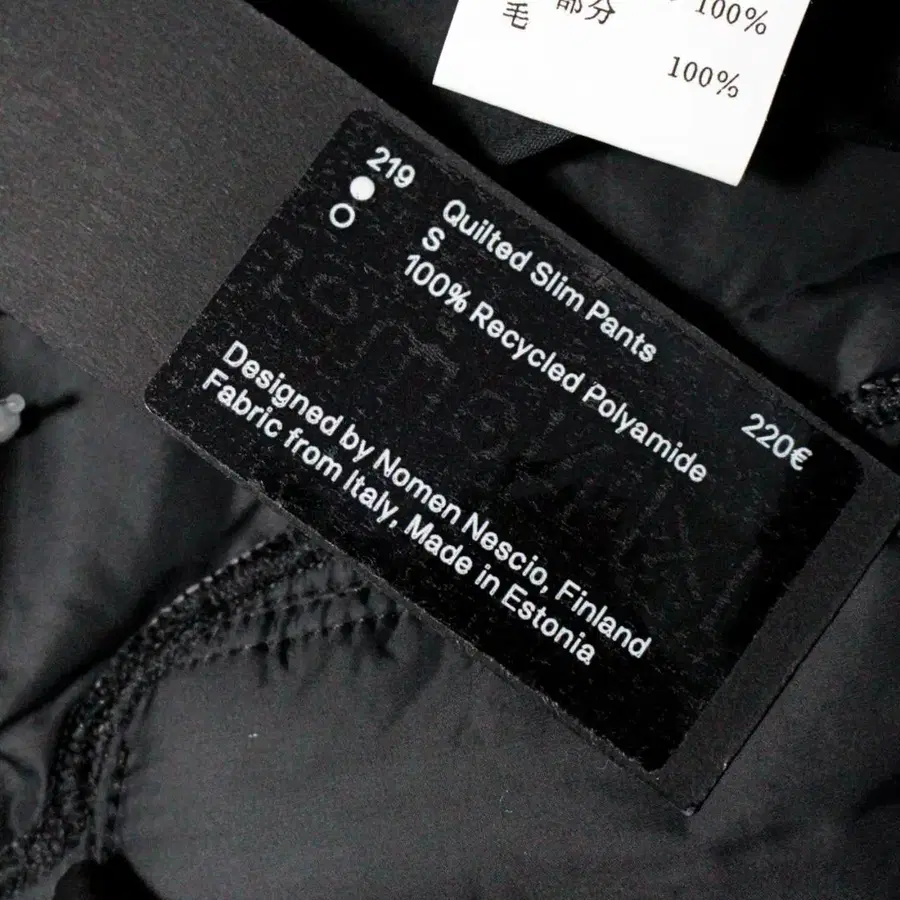 部分 100%
毛 100%
219 Quilted Slim Pants
S
100% Recycled Polyamide
220€
Designed by Nomen Nescio, Finland
Fabric from Italy, Made in Estonia